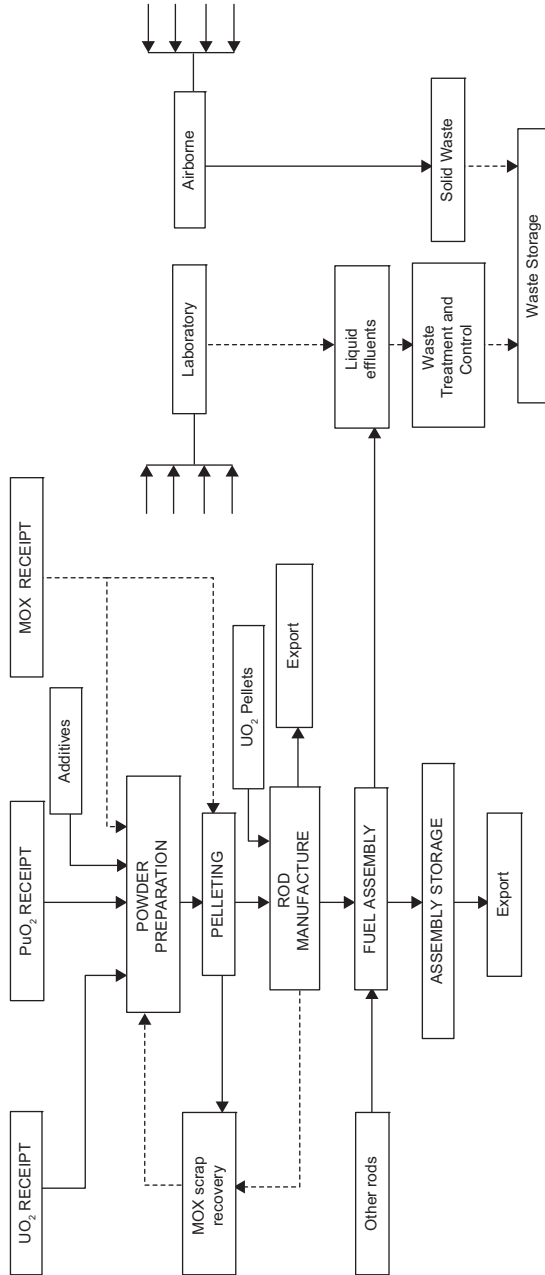 UO₂ RECEIPT
PuO₂ RECEIPT
Additives
MOX RECEIPT
POWDER
PREPARATION
PELLETING
MOX scrap
recovery
UO₂ Pellets
ROD
MANUFACTURE
Export
Other rods
FUEL ASSEMBLY
ASSEMBLY STORAGE
Export
Laboratory
Airborne
Liquid
effluents
Solid Waste
Waste
Treatment and
Control
Waste Storage